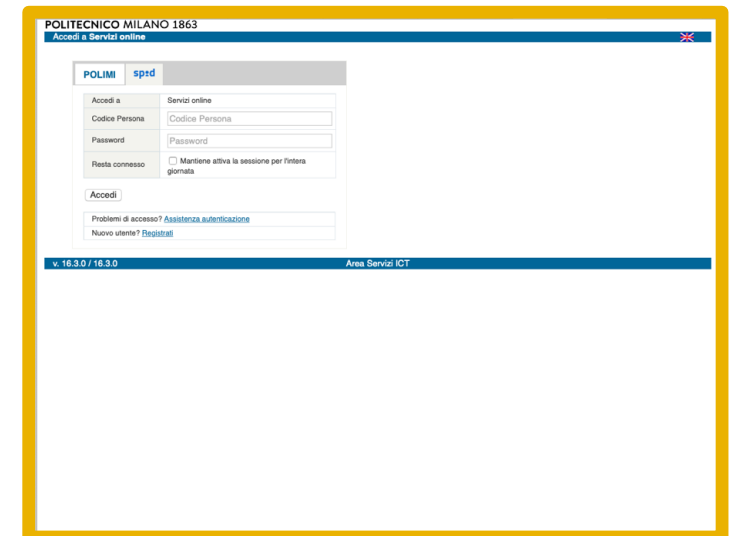 POLITECNICO MILANO 1863
Accedi a Servizi online
POLIMI spid
Accedi a Servizi online
Codice Persona Codice Persona
Password Password
Resta connesso Mantiene attiva la sessione per l'intera
giornata
Accedi
Problemi di accesso? Assistenza autenticazione
Nuovo utente? Registrati
v. 16.3.0 / 16.3.0 Area Servizi ICT